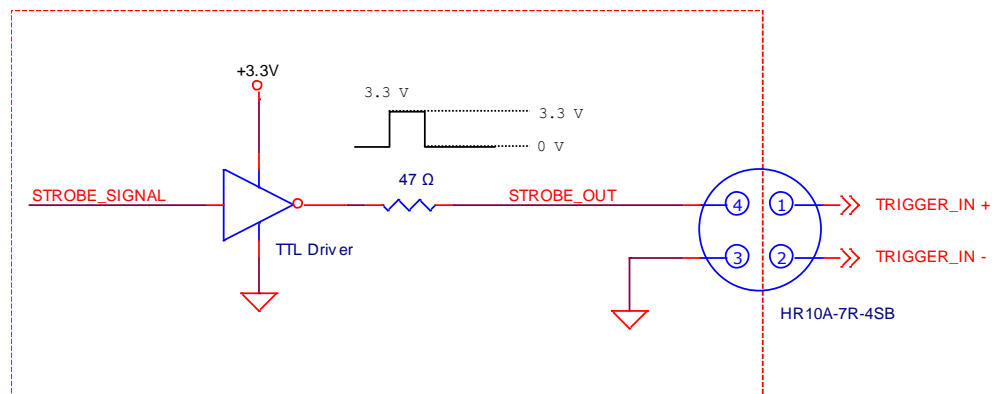 +3.3V
3.3 V
3.3 V
0 V
47 Ω
STROBE_SIGNAL
STROBE_OUT
4
1
TRIGGER_IN +
TTL Driver
3
2
TRIGGER_IN -
HR10A-7R-4SB